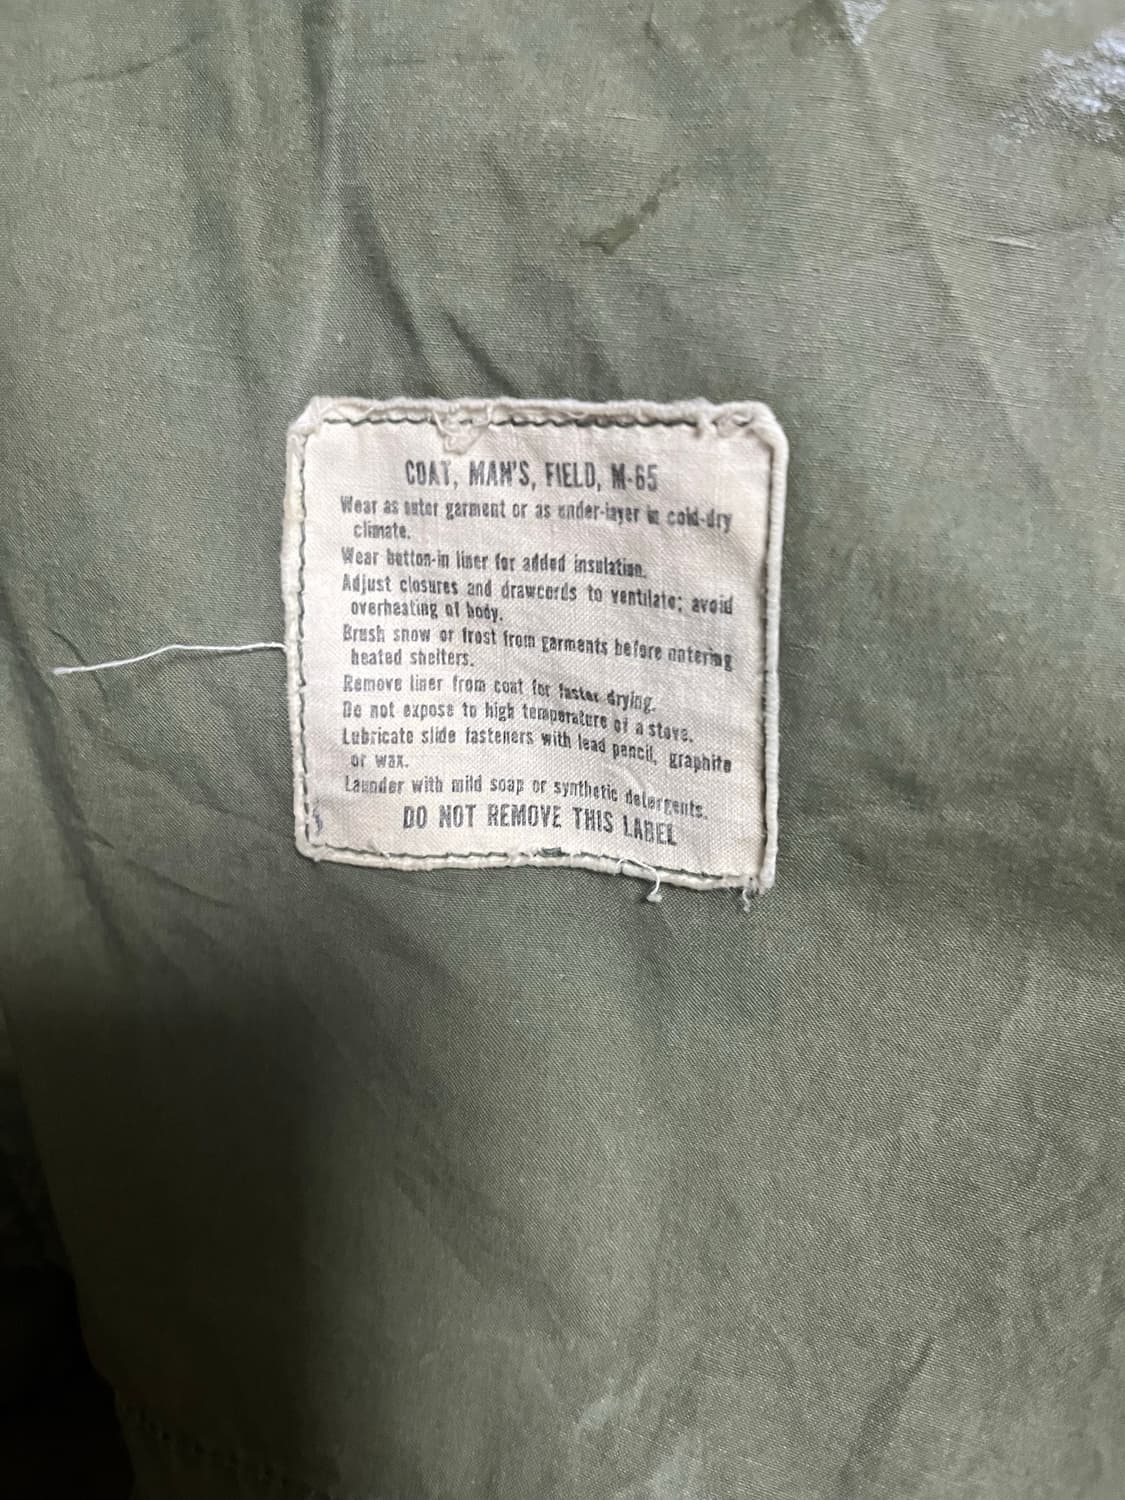 COAT, MAN'S, FIELD, M-65
Wear as outer garment or as under-layer in cold-dry
climate.
Wear button-in liner for added insulation.
Adjust closures and drawcords to ventilate; avoid
overheating of body.
Brush snow or frost from garments before entering
heated shelters.
Remove liner from coat for faster drying.
Do not expose to high temperature of a stove.
Lubricate slide fasteners with lead pencil, graphite
or wax.
Launder with mild soap or synthetic detergents.
DO NOT REMOVE THIS LABEL